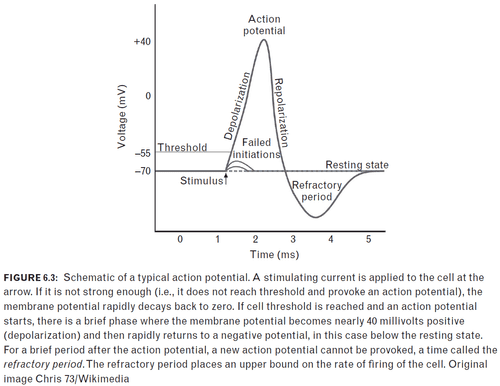 Action
potential
+40
0
−55
−70
Voltage (mV)
Depolarization
Repolarization
Threshold
Failed
initiations
Resting state
Stimulus
Refractory
period
0 1 2 3 4 5
Time (ms)
FIGURE 6.3: Schematic of a typical action potential. A stimulating current is applied to the cell at the
arrow. If it is not strong enough (i.e., it does not reach threshold and provoke an action potential), the
membrane potential rapidly decays back to zero. If cell threshold is reached and an action potential
starts, there is a brief phase where the membrane potential becomes nearly 40 millivolts positive
(depolarization) and then rapidly returns to a negative potential, in this case below the resting state.
For a brief period after the action potential, a new action potential cannot be provoked, a time called the
refractory period. The refractory period places an upper bound on the rate of firing of the cell. Original
image Chris 73/Wikimedia